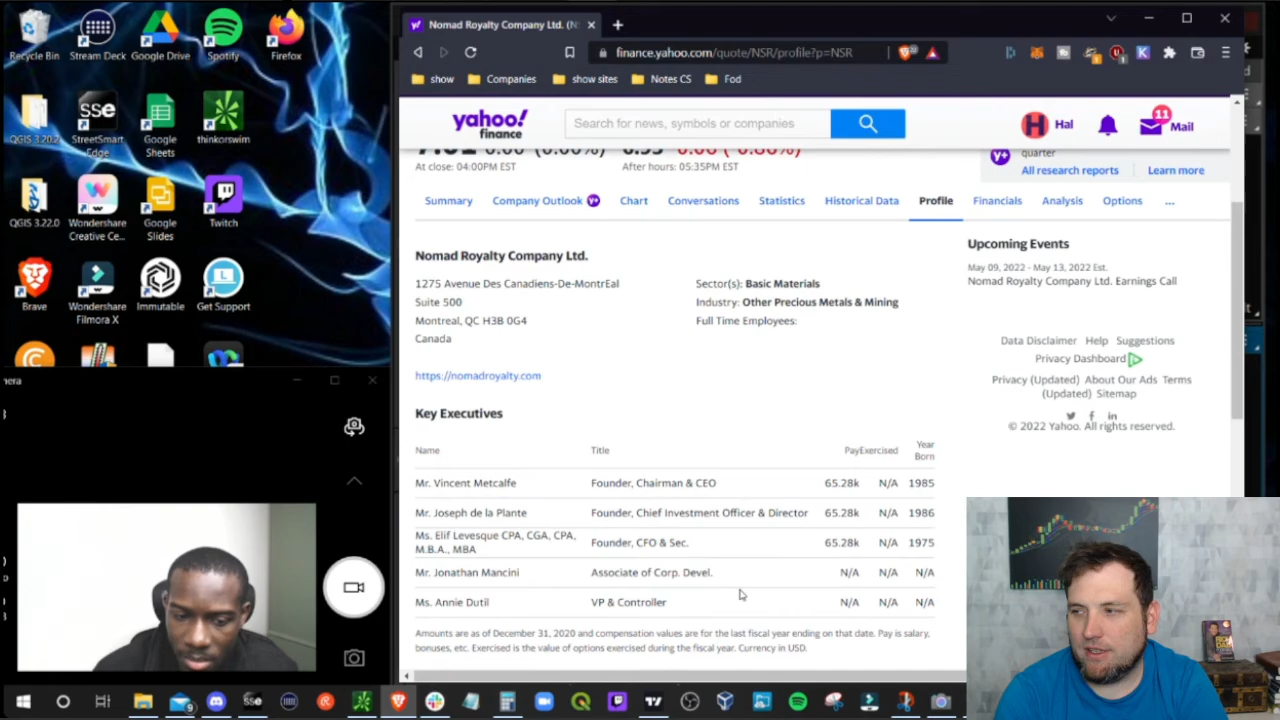 Recycle Bin
Stream Deck
Google Drive
Spotify
Firefox
QGIS 3.20.2
sse
StreetSmart Edge
Google Sheets
thinkorswim
QGIS 3.22.0
Wondershare Creative Ce...
Google Slides
Twitch
Brave
Wondershare Filmora X
Immutable
Get Support
mera
Nomad Royalty Company Ltd. (N
finance.yahoo.com/quote/NSR/profile?p=NSR
show
Companies
show sites
Notes CS
Fod
yahoo!
finance
Search for news, symbols or companies
Hal
11
Mail
At close: 04:00PM EST
After hours: 05:35PM EST
quarter
All research reports
Learn more
Summary
Company Outlook
Chart
Conversations
Statistics
Historical Data
Profile
Financials
Analysis
Options
...
Nomad Royalty Company Ltd.
1275 Avenue Des Canadiens-De-MontrEal
Suite 500
Montreal, QC H3B 0G4
Canada
https://nomadroyalty.com
Sector(s): Basic Materials
Industry: Other Precious Metals & Mining
Full Time Employees:
Upcoming Events
May 09, 2022 - May 13, 2022 Est.
Nomad Royalty Company Ltd. Earnings Call
Data Disclaimer Help Suggestions
Privacy Dashboard
Privacy (Updated) About Our Ads Terms
(Updated) Sitemap
© 2022 Yahoo. All rights reserved.
Key Executives
Name Title Pay Exercised Year Born
Mr. Vincent Metcalfe Founder, Chairman & CEO 65.28k N/A 1985
Mr. Joseph de la Plante Founder, Chief Investment Officer & Director 65.28k N/A 1986
Ms. Elif Levesque CPA, CGA, CPA, M.B.A., MBA Founder, CFO & Sec. 65.28k N/A 1975
Mr. Jonathan Mancini Associate of Corp. Devel. N/A N/A N/A
Ms. Annie Dutil VP & Controller N/A N/A N/A
Amounts are as of December 31, 2020 and compensation values are for the last fiscal year ending on that date. Pay is salary,
bonuses, etc. Exercised is the value of options exercised during the fiscal year. Currency in USD.